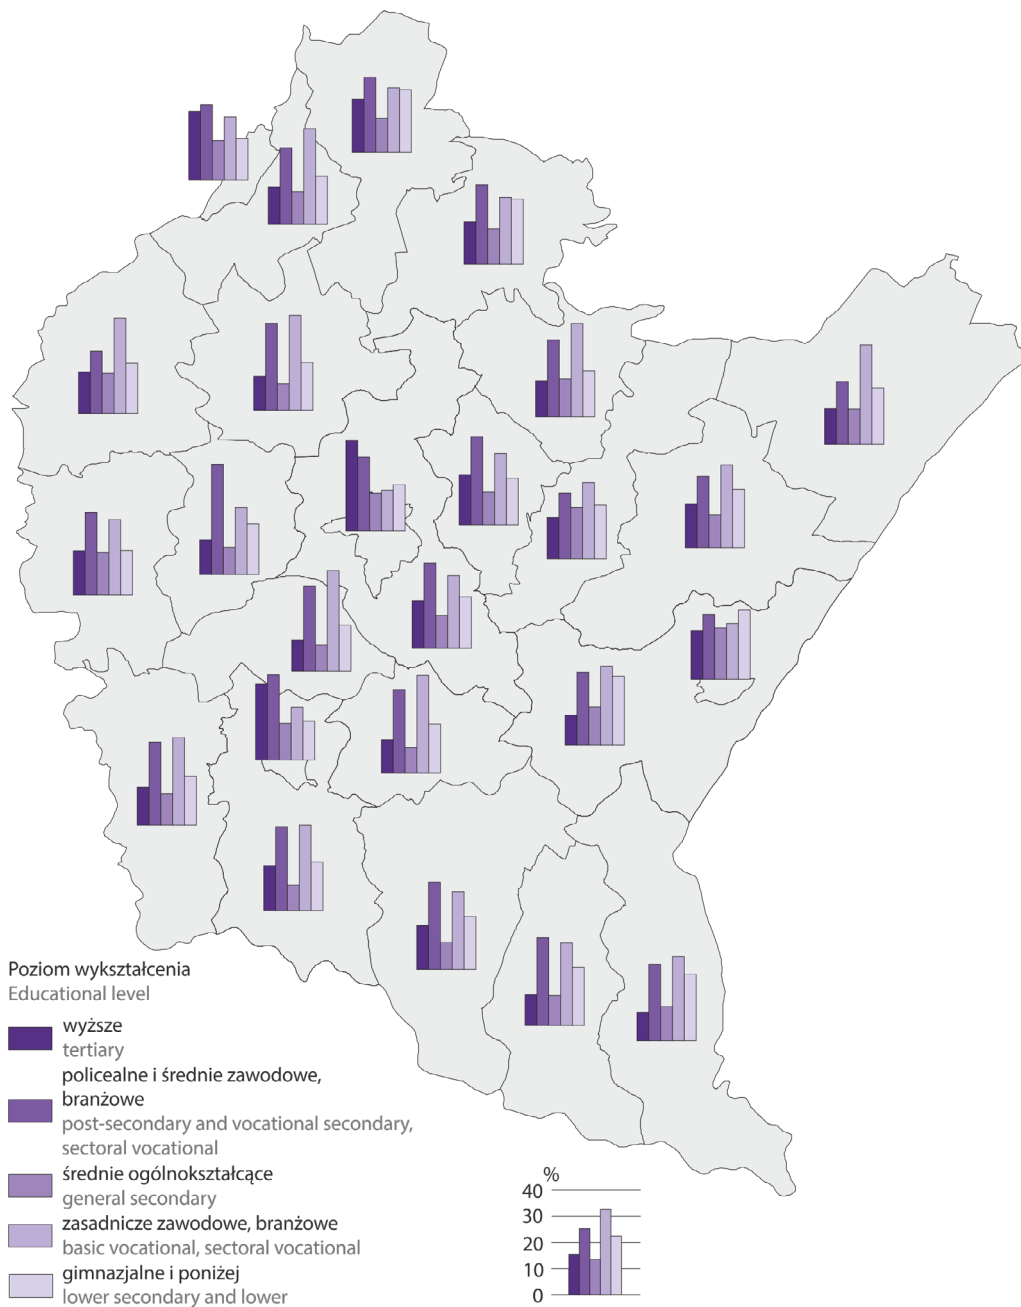 Poziom wykształcenia
Educational level
wyższe
tertiary
policealne i średnie zawodowe,
branżowe
post-secondary and vocational secondary,
sectoral vocational
średnie ogólnokształcące
general secondary
zasadnicze zawodowe, branżowe
basic vocational, sectoral vocational
gimnazjalne i poniżej
lower secondary and lower
%
40
30
20
10
0